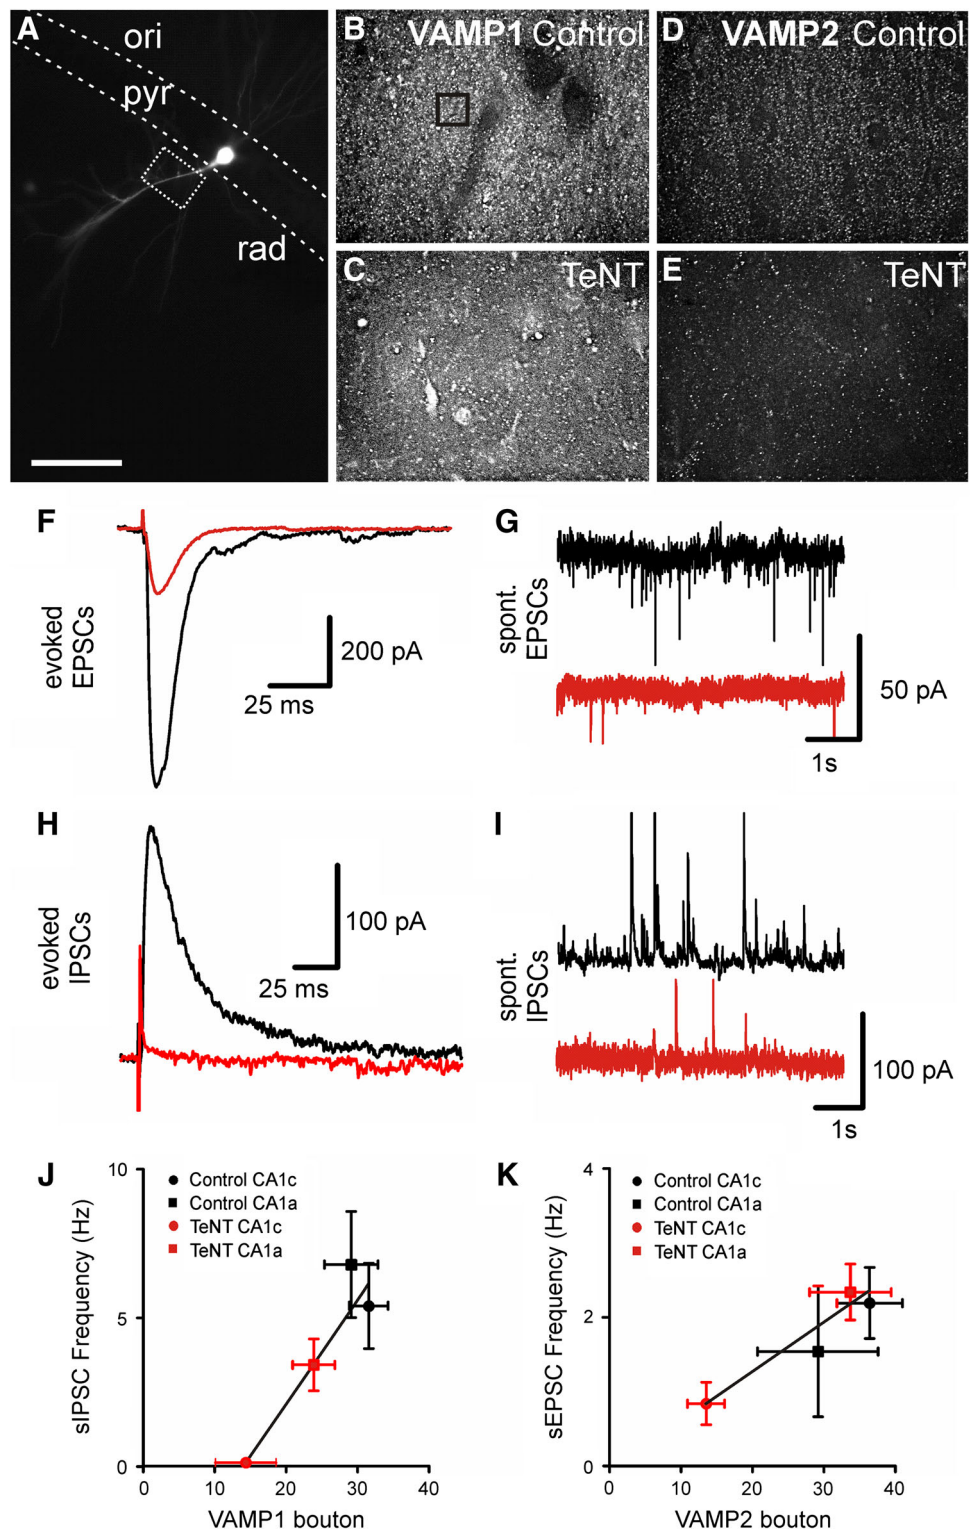 A
ori
pyr
rad
B
VAMP1 Control
C
TeNT
D
VAMP2 Control
E
TeNT
F
evoked
EPSCs
200 pA
25 ms
G
spont.
EPSCs
50 pA
1s
H
evoked
IPSCs
100 pA
25 ms
I
spont.
IPSCs
100 pA
1s
J
Control CA1c
Control CA1a
TeNT CA1c
TeNT CA1a
sIPSC Frequency (Hz)
10
5
0
0 10 20 30 40
VAMP1 bouton
K
Control CA1c
Control CA1a
TeNT CA1c
TeNT CA1a
sEPSC Frequency (Hz)
4
2
0
0 10 20 30 40
VAMP2 bouton